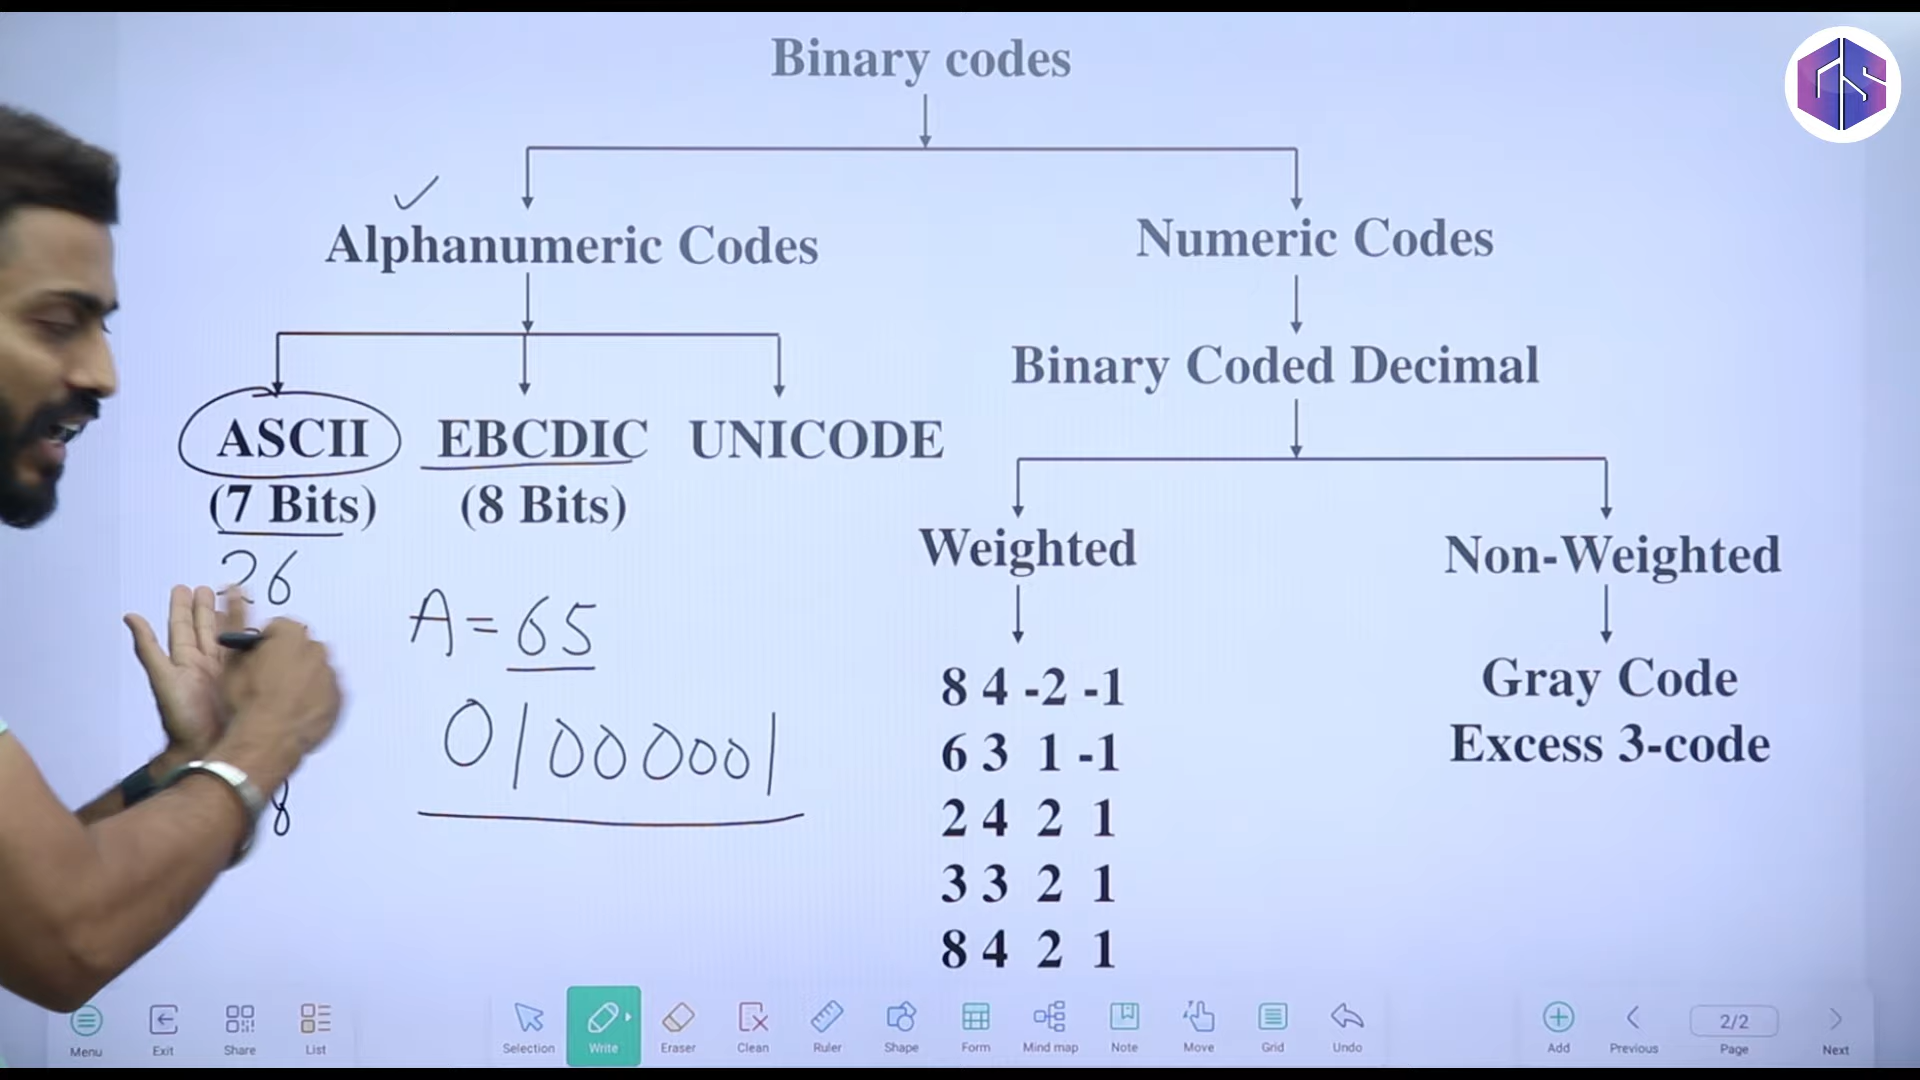 Binary codes
Alphanumeric Codes
Numeric Codes
Binary Coded Decimal
ASCII EBCDIC UNICODE
(7 Bits) (8 Bits)
Weighted
Non-Weighted
26
A = 65
01000001
8
8 4 -2 -1
6 3 1 -1
2 4 2 1
3 3 2 1
8 4 2 1
Gray Code
Excess 3-code
Menu Exit Share List Selection Write Eraser Clean Ruler Shape Form Mind map Note Move Grid Undo Add Previous 2/2 Page Next